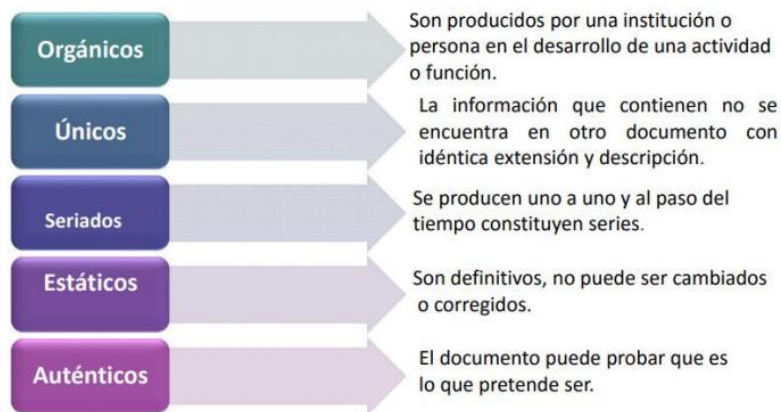 Orgánicos
Son producidos por una institución o
persona en el desarrollo de una actividad
o función.
Únicos
La información que contienen no se
encuentra en otro documento con
idéntica extensión y descripción.
Seriados
Se producen uno a uno y al paso del
tiempo constituyen series.
Estáticos
Son definitivos, no puede ser cambiados
o corregidos.
Auténticos
El documento puede probar que es
lo que pretende ser.